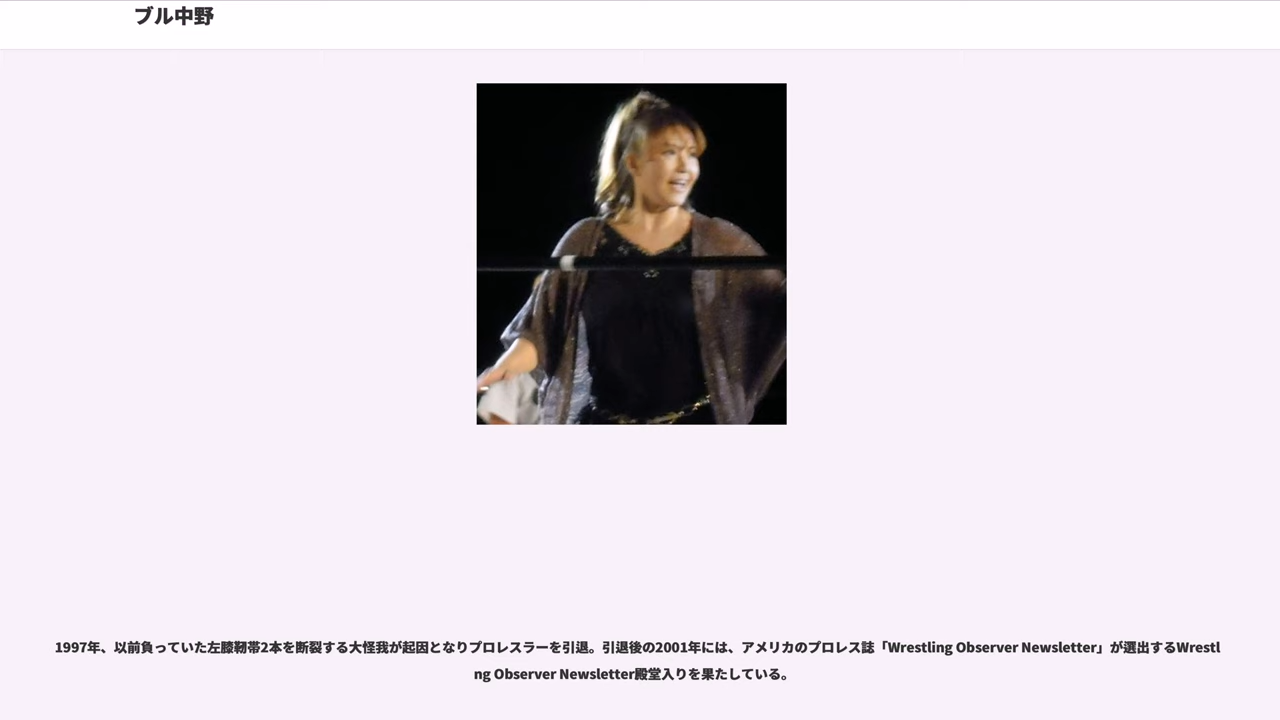 ブル中野
1997年、以前負っていた左膝靭帯2本を断裂する大怪我が起因となりプロレスラーを引退。引退後の2001年には、アメリカのプロレス誌「Wrestling Observer Newsletter」が選出するWrestl
ng Observer Newsletter殿堂入りを果たしている。